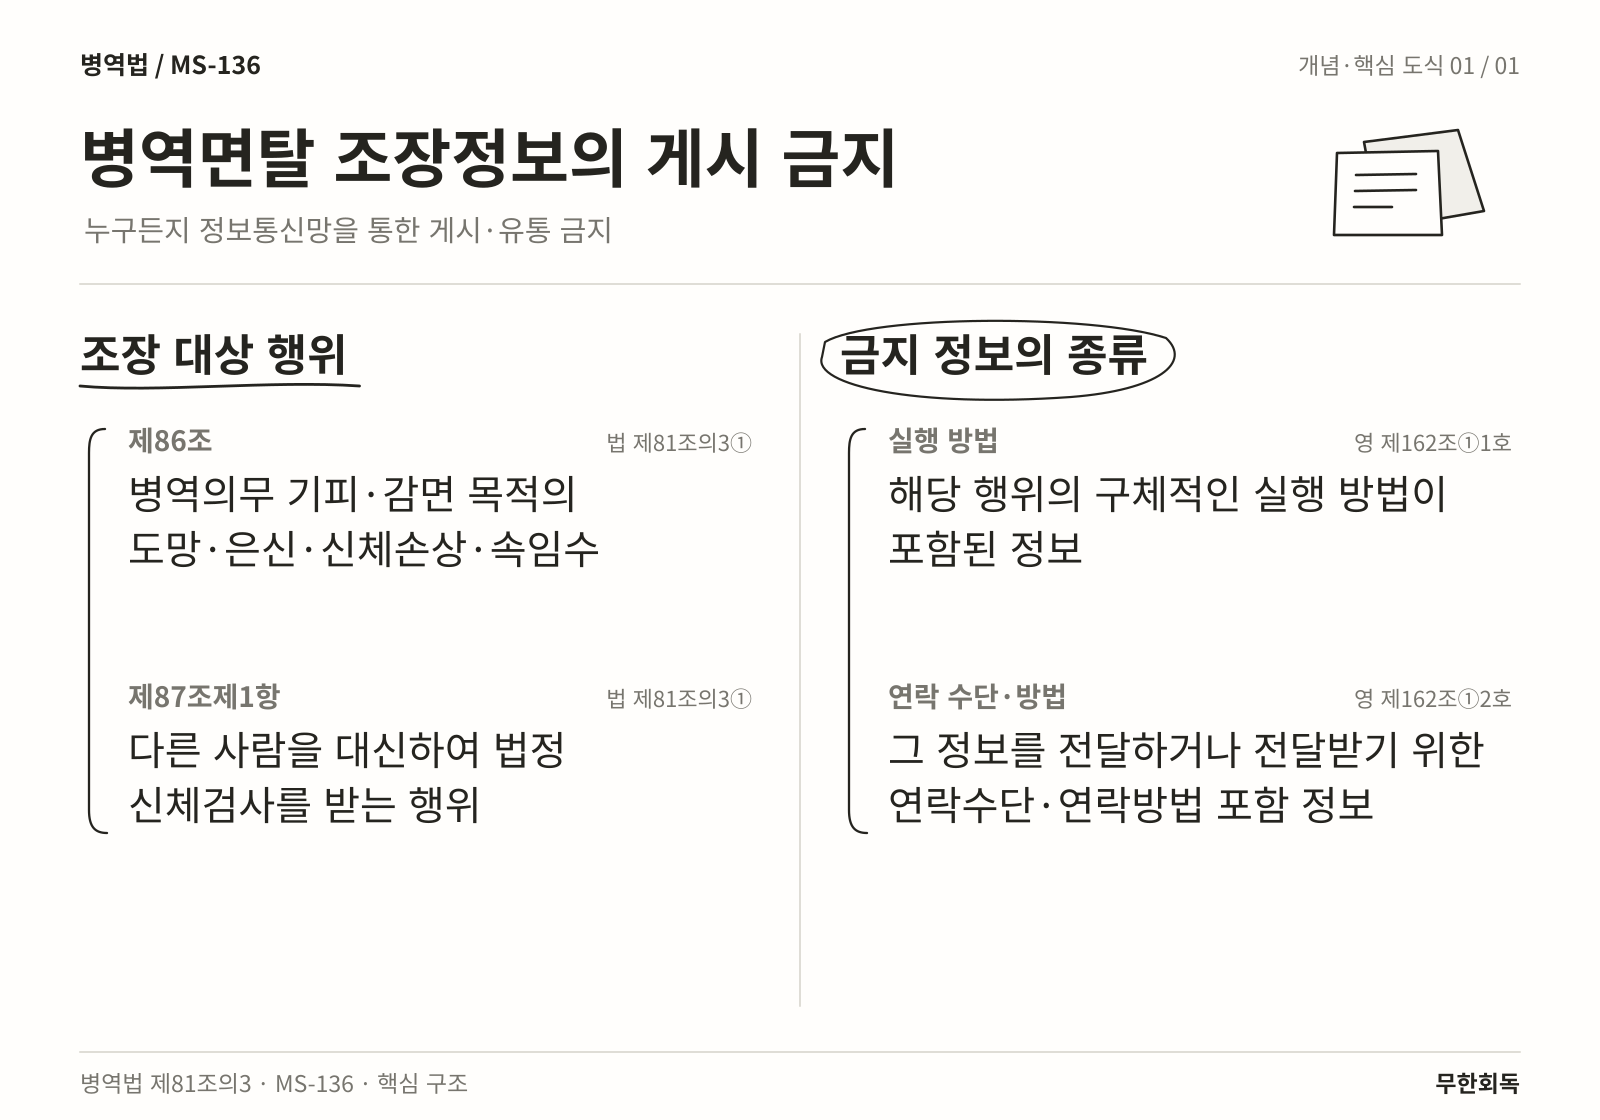 병역법 / MS-136
개념·핵심 도식 01 / 01
병역면탈 조장정보의 게시 금지
누구든지 정보통신망을 통한 게시·유통 금지
조장 대상 행위
제86조
법 제81조의3①
병역의무 기피·감면 목적의
도망·은신·신체손상·속임수
제87조제1항
법 제81조의3①
다른 사람을 대신하여 법정
신체검사를 받는 행위
금지 정보의 종류
실행 방법
영 제162조①1호
해당 행위의 구체적인 실행 방법이
포함된 정보
연락 수단·방법
영 제162조①2호
그 정보를 전달하거나 전달받기 위한
연락수단·연락방법 포함 정보
병역법 제81조의3 · MS-136 · 핵심 구조
무한회독